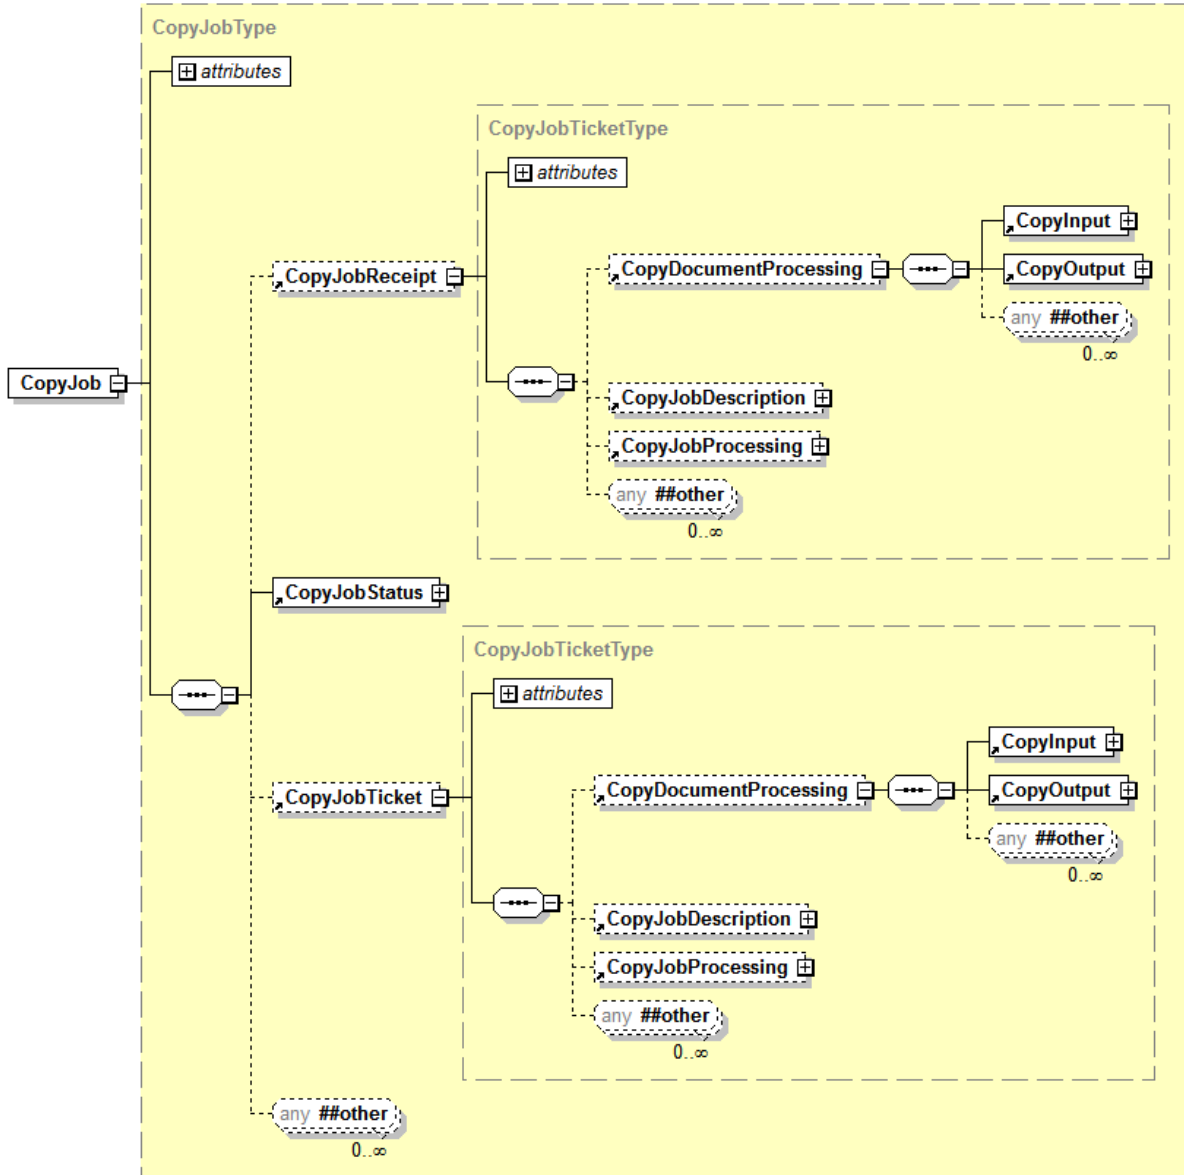 CopyJobType
attributes
CopyJobTicketType
attributes
CopyInput
CopyJobReceipt
CopyDocumentProcessing
CopyOutput
any ##other
0..∞
CopyJob
CopyJobDescription
CopyJobProcessing
any ##other
0..∞
CopyJobStatus
CopyJobTicketType
attributes
CopyInput
CopyJobTicket
CopyDocumentProcessing
CopyOutput
any ##other
0..∞
CopyJobDescription
CopyJobProcessing
any ##other
0..∞
any ##other
0..∞